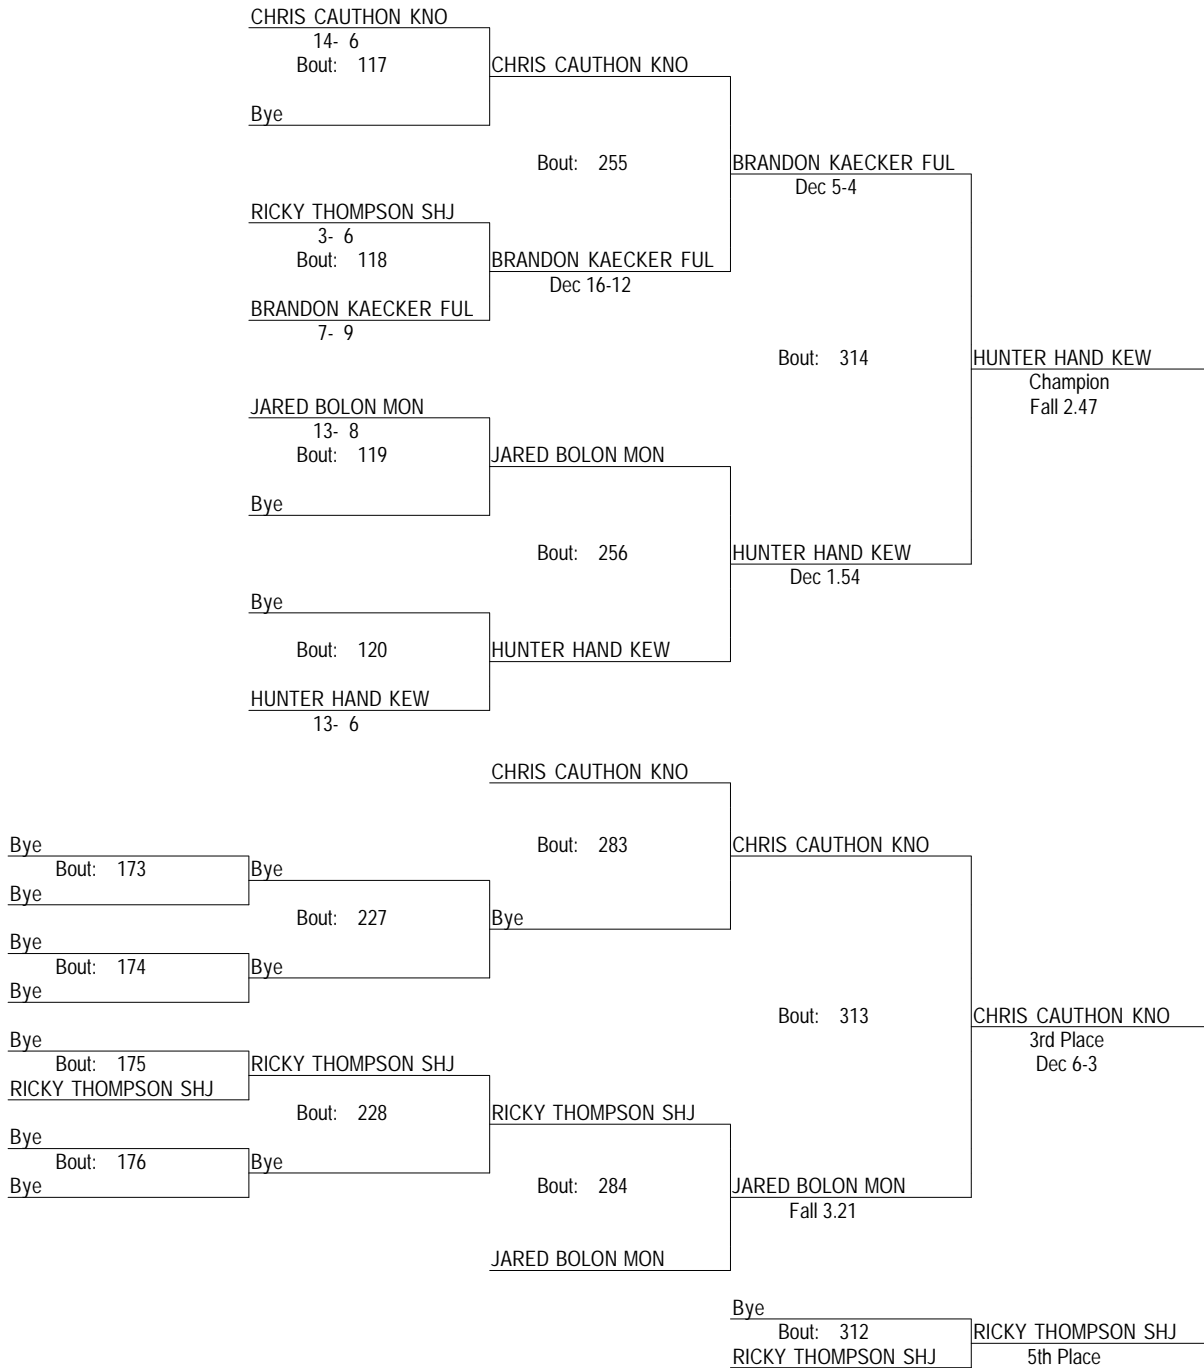 CHRIS CAUTHON KNO
14- 6
Bout: 117
CHRIS CAUTHON KNO
Bye
Bout: 255
BRANDON KAECKER FUL
Dec 5-4
RICKY THOMPSON SHJ
3- 6
Bout: 118
BRANDON KAECKER FUL
Dec 16-12
BRANDON KAECKER FUL
7- 9
Bout: 314
HUNTER HAND KEW
Champion
Fall 2.47
JARED BOLON MON
13- 8
Bout: 119
JARED BOLON MON
Bye
Bout: 256
HUNTER HAND KEW
Dec 1.54
Bye
Bout: 120
HUNTER HAND KEW
HUNTER HAND KEW
13- 6
CHRIS CAUTHON KNO
Bye
Bout: 283
CHRIS CAUTHON KNO
Bout: 173
Bye
Bye
Bout: 227
Bye
Bye
Bout: 174
Bye
Bye
Bout: 313
CHRIS CAUTHON KNO
3rd Place
Dec 6-3
Bye
Bout: 175
RICKY THOMPSON SHJ
RICKY THOMPSON SHJ
Bout: 228
RICKY THOMPSON SHJ
Bye
Bout: 176
Bye
Bye
Bout: 284
JARED BOLON MON
Fall 3.21
JARED BOLON MON
Bye
Bout: 312
RICKY THOMPSON SHJ
RICKY THOMPSON SHJ
5th Place